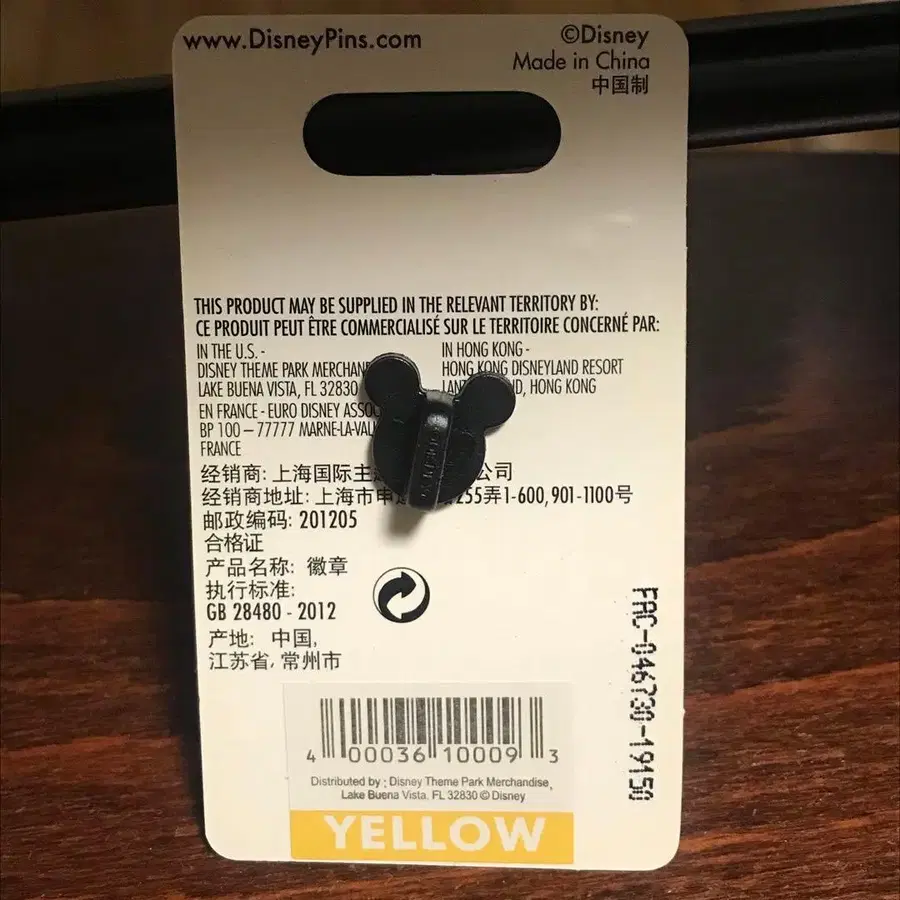 www.DisneyPins.com
©Disney
Made in China
中国制
THIS PRODUCT MAY BE SUPPLIED IN THE RELEVANT TERRITORY BY:
CE PRODUIT PEUT ÊTRE COMMERCIALISÉ SUR LE TERRITOIRE CONCERNÉ PAR:
IN THE U.S. -
DISNEY THEME PARK
LAKE BUENA VISTA, FL 32830
IN HONG KONG -
HONG KONG DISNEYLAND RESORT
HONG KONG
EN FRANCE - EURO DISNEY
BP 100 – 77777
FRANCE
经销商: 上海国际主 公司
经销商地址: 上海市申 255弄1-600, 901-1100号
邮政编码: 201205
合格证
产品名称: 徽章
执行标准:
GB 28480 - 2012
产地: 中国,
江苏省, 常州市
FAC-046730-19150
4 00036 10009 3
Distributed by : Disney Theme Park Merchandise,
Lake Buena Vista, FL 32830 © Disney
YELLOW